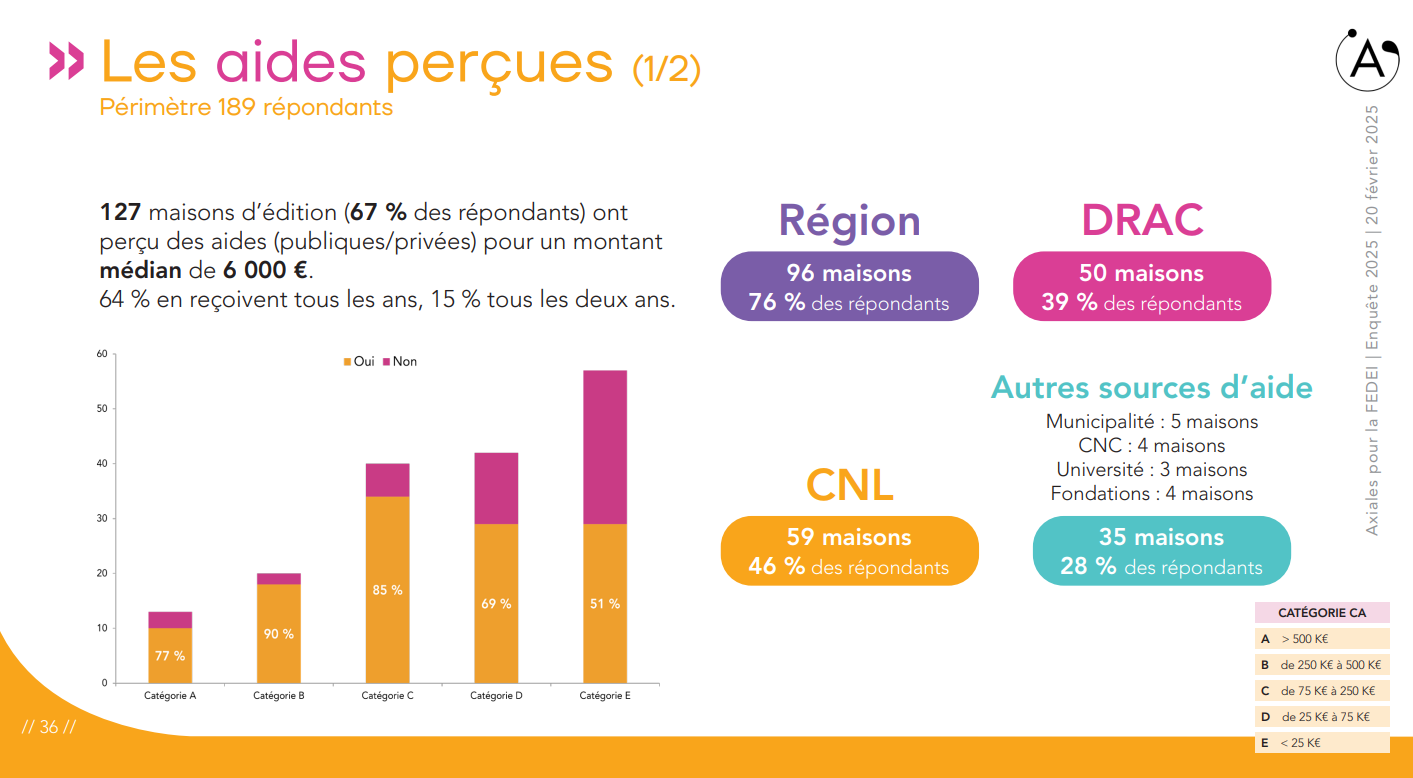 Les aides perçues (1/2)
Périmètre 189 répondants
127 maisons d’édition (67 % des répondants) ont
perçu des aides (publiques/privées) pour un montant
médian de 6 000 €.
64 % en reçoivent tous les ans, 15 % tous les deux ans.
Oui Non
60
50
40
30
20
10
0
77 %
90 %
85 %
69 %
51 %
Catégorie A
Catégorie B
Catégorie C
Catégorie D
Catégorie E
Région
96 maisons
76 % des répondants
DRAC
50 maisons
39 % des répondants
CNL
59 maisons
46 % des répondants
Autres sources d’aide
Municipalité : 5 maisons
CNC : 4 maisons
Université : 3 maisons
Fondations : 4 maisons
35 maisons
28 % des répondants
CATÉGORIE CA
A > 500 K€
B de 250 K€ à 500 K€
C de 75 K€ à 250 K€
D de 25 K€ à 75 K€
E < 25 K€
A
Axiales pour la FEDEI | Enquête 2025 | 20 février 2025
// 36 //